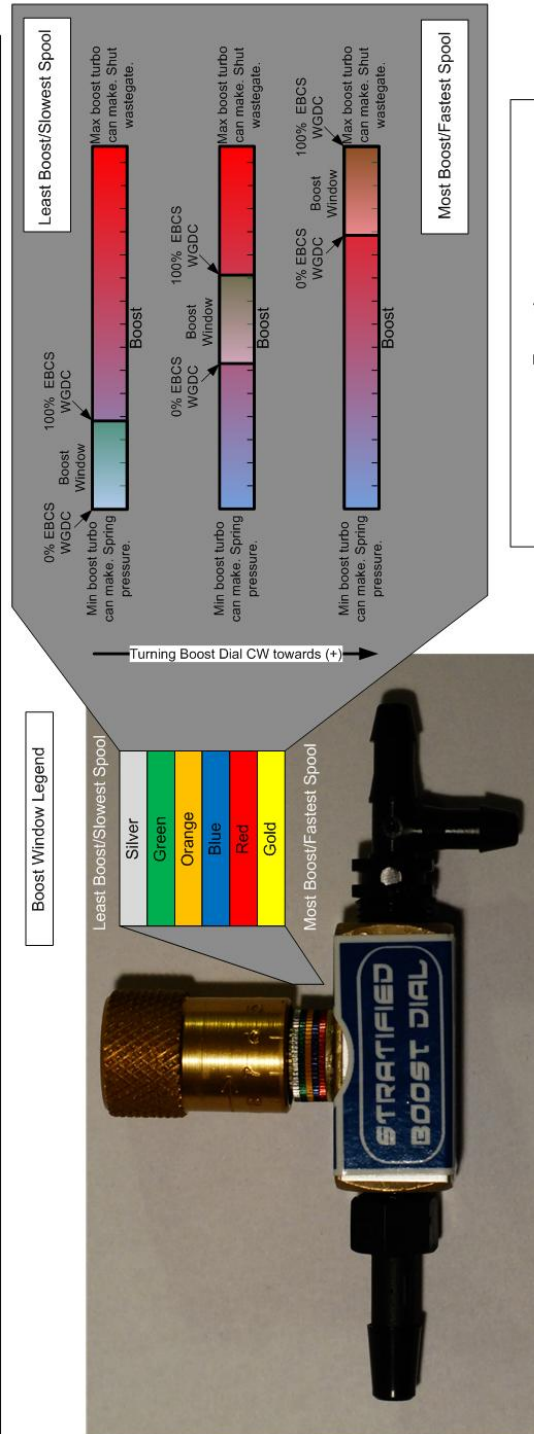 Boost Window Legend
Least Boost/Slowest Spool
Silver
Green
Orange
Blue
Red
Gold
Most Boost/Fastest Spool
STRATIFIED
BOOST DIAL
Turning Boost Dial CW towards (+)
Least Boost/Slowest Spool
0% EBCS
WGDC
Boost
Window
100% EBCS
WGDC
Min boost turbo
can make. Spring
pressure.
Boost
Max boost turbo
can make. Shut
wastegate.
0% EBCS
WGDC
Boost
Window
100% EBCS
WGDC
Min boost turbo
can make. Spring
pressure.
Boost
Max boost turbo
can make. Shut
wastegate.
0% EBCS
WGDC
Boost
Window
100% EBCS
WGDC
Min boost turbo
can make. Spring
pressure.
Boost
Max boost turbo
can make. Shut
wastegate.
Most Boost/Fastest Spool